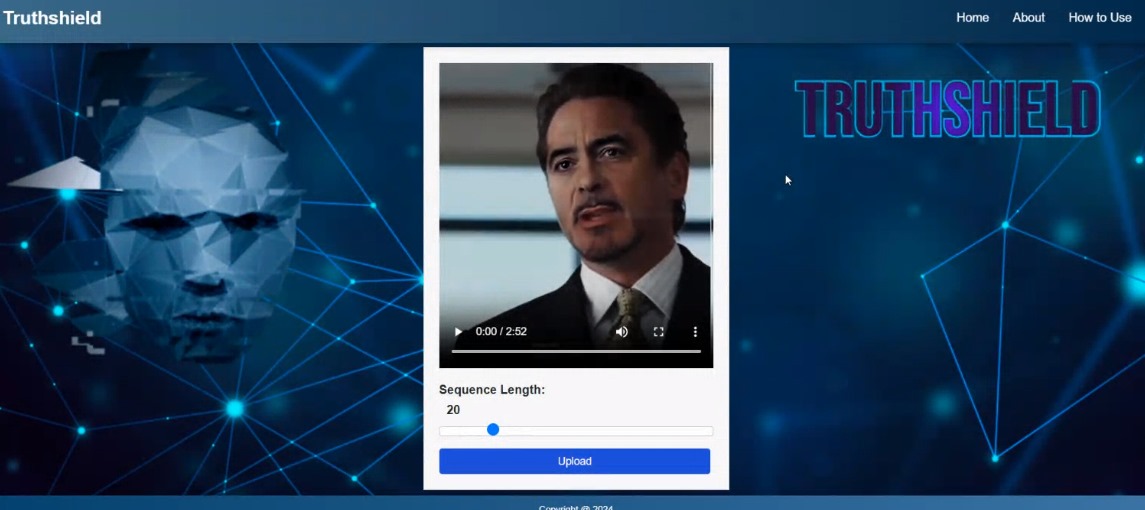 Truthshield
Home About How to Use
TRUTHSHIELD
0:00 / 2:52
Sequence Length:
20
Upload
Copyright @ 2024